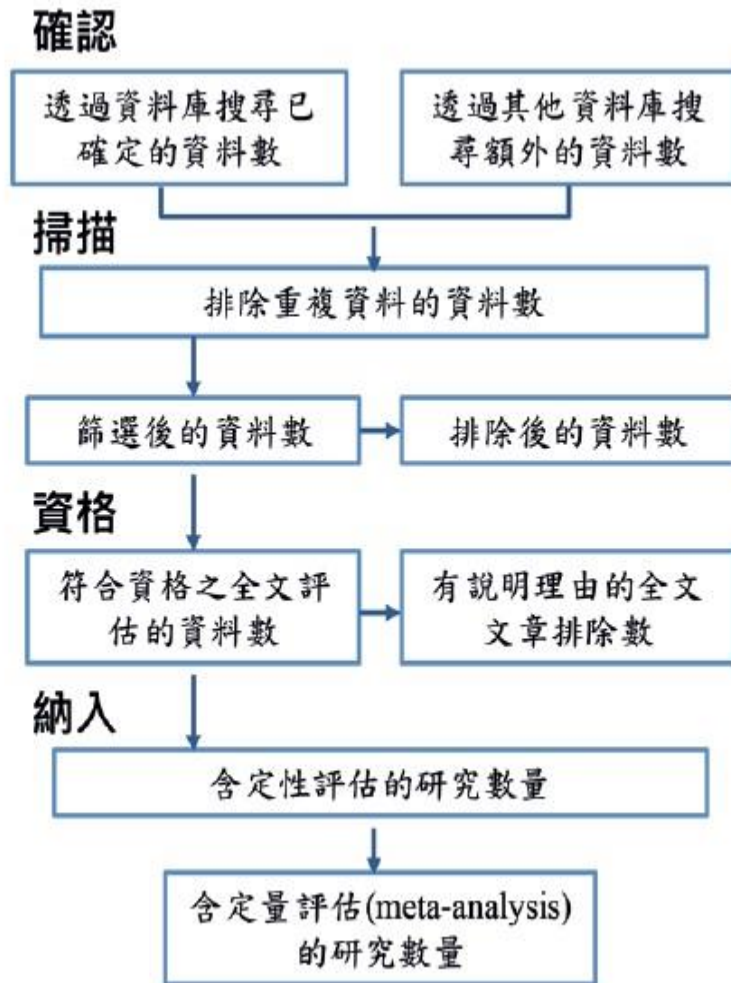 確認
透過資料庫搜尋已
確定的資料數
透過其他資料庫搜
尋額外的資料數
掃描
排除重複資料的資料數
篩選後的資料數
排除後的資料數
資格
符合資格之全文評
估的資料數
有說明理由的全文
文章排除數
納入
含定性評估的研究數量
含定量評估(meta-analysis)
的研究數量